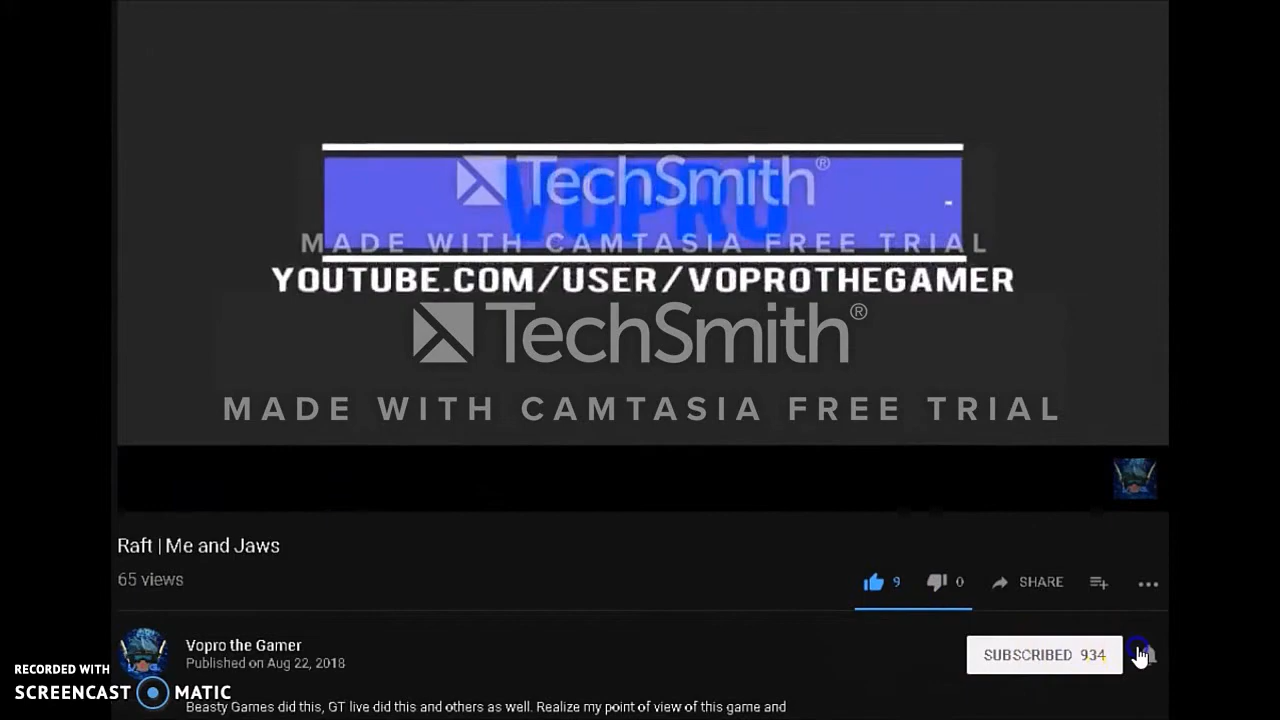 TechSmith®
VOPRO
MADE WITH CAMTASIA FREE TRIAL
YOUTUBE.COM/USER/VOPROTHEGAMER
TechSmith®
MADE WITH CAMTASIA FREE TRIAL
Raft | Me and Jaws
65 views
9 0 SHARE
Vopro the Gamer
Published on Aug 22, 2018
SUBSCRIBED 934
RECORDED WITH
SCREENCAST MATIC
Beasty Games did this, GT live did this and others as well. Realize my point of view of this game and